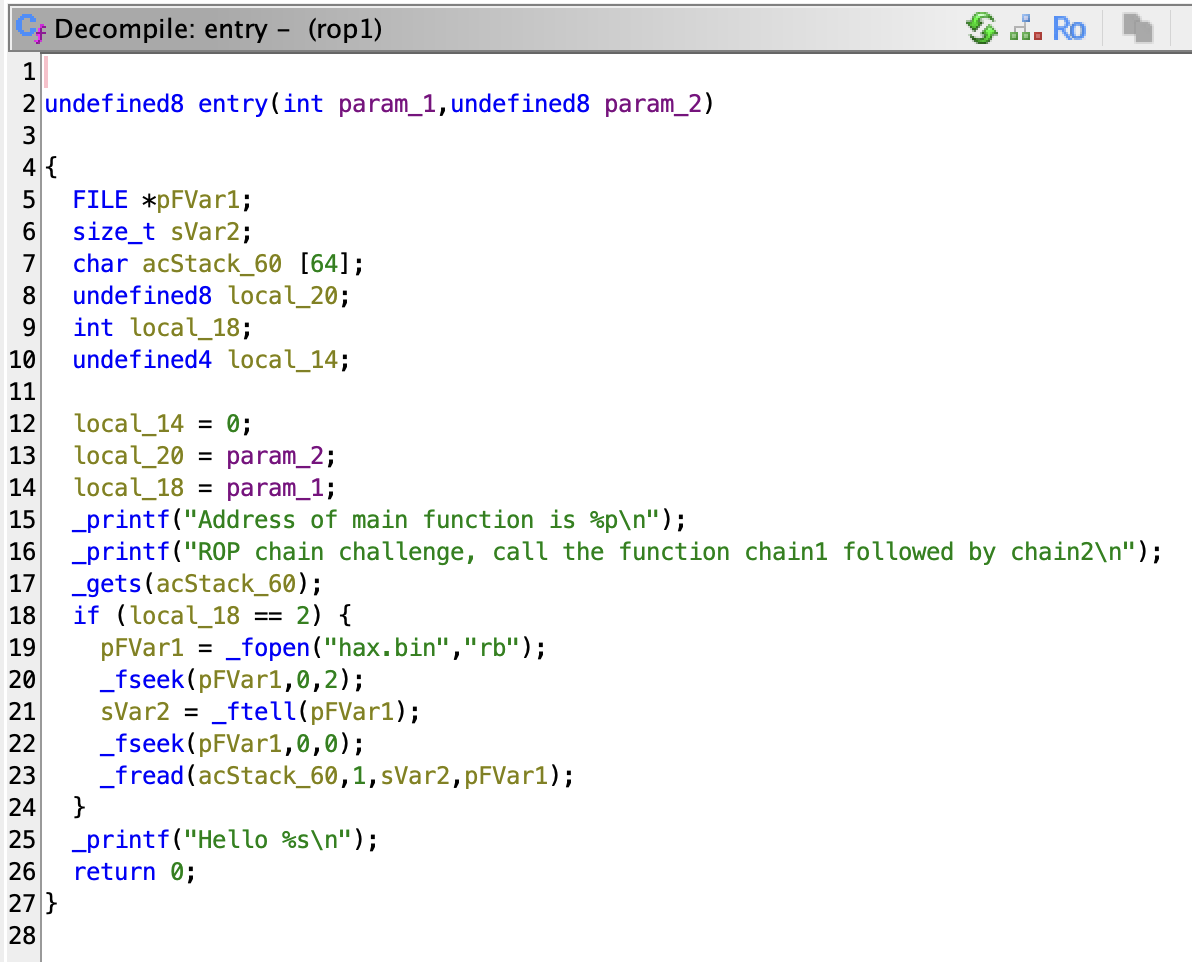 Decompile: entry – (rop1)
Ro
1
2 undefined8 entry(int param_1,undefined8 param_2)
3
4 {
5   FILE *pFVar1;
6   size_t sVar2;
7   char acStack_60 [64];
8   undefined8 local_20;
9   int local_18;
10   undefined4 local_14;
11
12   local_14 = 0;
13   local_20 = param_2;
14   local_18 = param_1;
15   _printf("Address of main function is %p\n");
16   _printf("ROP chain challenge, call the function chain1 followed by chain2\n");
17   _gets(acStack_60);
18   if (local_18 == 2) {
19     pFVar1 = _fopen("hax.bin","rb");
20     _fseek(pFVar1,0,2);
21     sVar2 = _ftell(pFVar1);
22     _fseek(pFVar1,0,0);
23     _fread(acStack_60,1,sVar2,pFVar1);
24   }
25   _printf("Hello %s\n");
26   return 0;
27 }
28